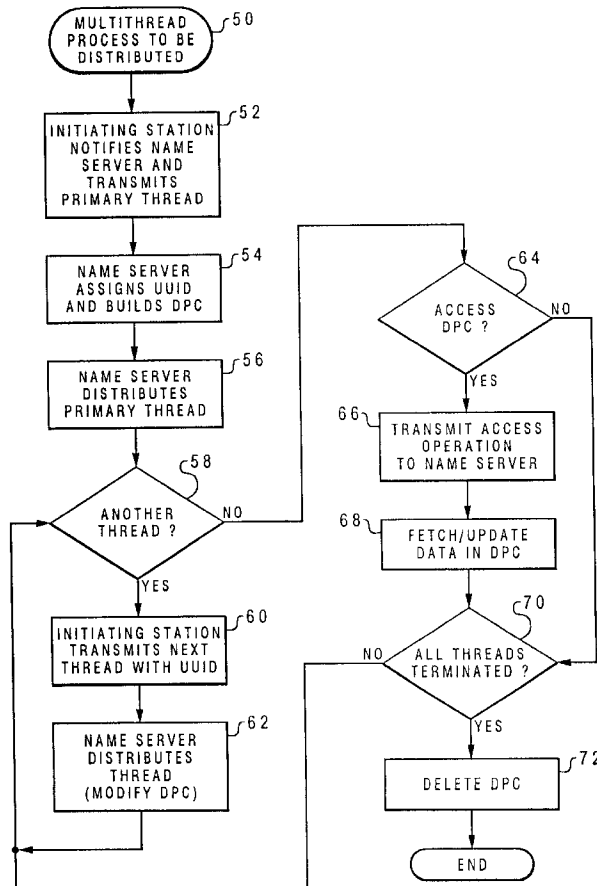 MULTITHREAD
PROCESS TO BE
DISTRIBUTED
50
INITIATING STATION
NOTIFIES NAME
SERVER AND
TRANSMITS
PRIMARY THREAD
52
NAME SERVER
ASSIGNS UUID
AND BUILDS DPC
54
NAME SERVER
DISTRIBUTES
PRIMARY THREAD
56
ANOTHER
THREAD ?
58
NO
YES
INITIATING STATION
TRANSMITS NEXT
THREAD WITH UUID
60
NAME SERVER
DISTRIBUTES
THREAD
(MODIFY DPC)
62
ACCESS
DPC ?
64
NO
YES
66
TRANSMIT ACCESS
OPERATION
TO NAME SERVER
68
FETCH/UPDATE
DATA IN DPC
70
ALL THREADS
TERMINATED ?
NO
YES
DELETE DPC
72
END